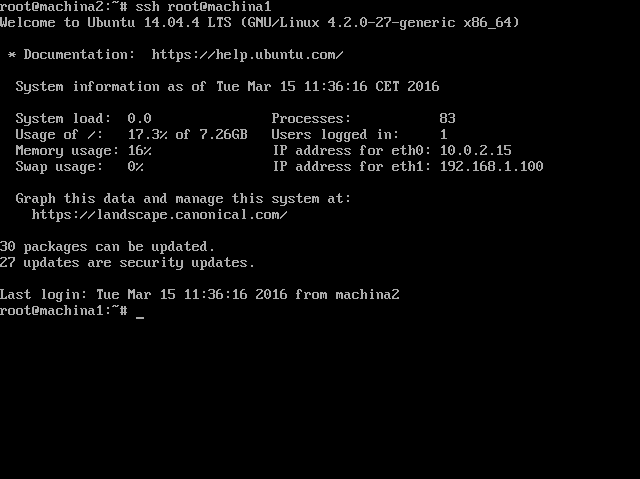 root@machina2:~# ssh root@machina1
Welcome to Ubuntu 14.04.4 LTS (GNU/Linux 4.2.0-27-generic x86_64)
* Documentation:  https://help.ubuntu.com/
System information as of Tue Mar 15 11:36:16 CET 2016
System load:  0.0               Processes:           83
Usage of /:   17.3% of 7.26GB   Users logged in:     1
Memory usage: 16%               IP address for eth0: 10.0.2.15
Swap usage:   0%                IP address for eth1: 192.168.1.100
Graph this data and manage this system at:
https://landscape.canonical.com/
30 packages can be updated.
27 updates are security updates.
Last login: Tue Mar 15 11:36:16 2016 from machina2
root@machina1:~# _